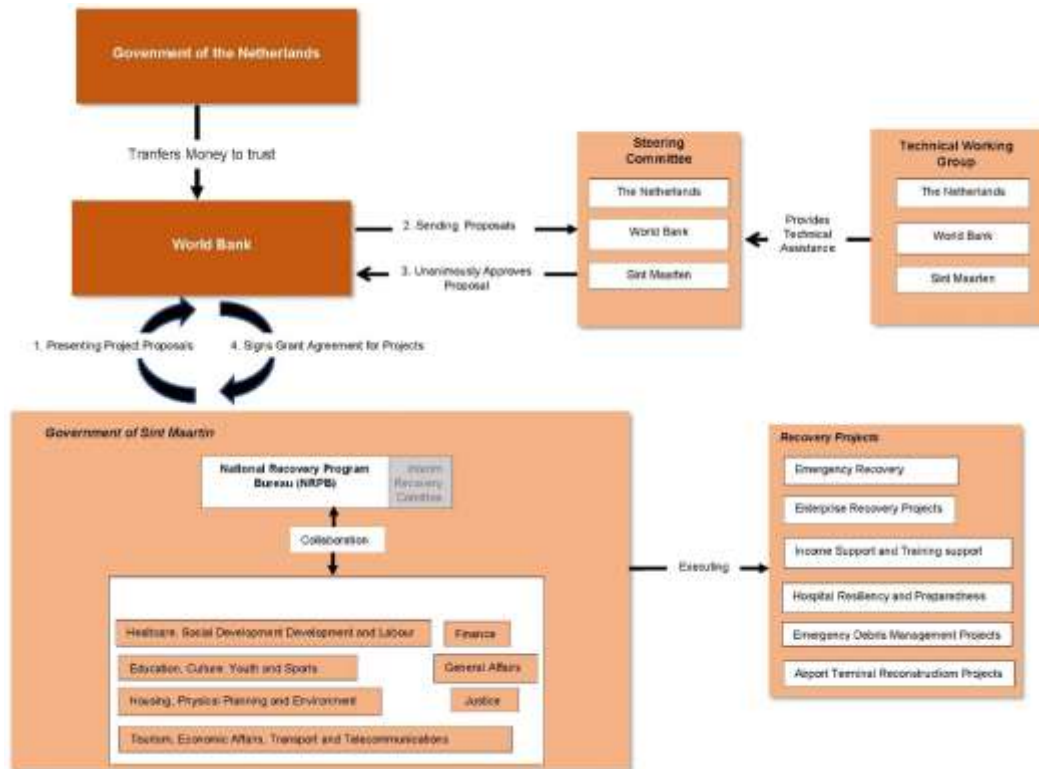 Govenment of the Netherlands
Tranfers Money to trust
World Bank
2. Sending Proposals
3. Unanimously Approves
Proposal
Steering
Committee
The Netherlands
World Bank
Sint Maarten
Provides
Technical
Assistance
Technical Working
Group
The Netherlands
World Bank
Sint Maarten
1. Presenting Project Proposals
4. Signs Grant Agreement for Projects
Government of Sint Maartin
National Recovery Program
Bureau (NRPB)
Interim
Recovery
Comittee
Collaboration
Healtcare, Social Development Development and Labour
Finance
Education, Culture, Youth and Sports
General Affairs
Housing, Physical Planning and Environment
Justice
Tourism, Economic Affairs, Transport and Telecommunications
Executing
Recovery Projects
Emergency Recovery
Enterprise Recovery Projects
Income Support and Training support
Hospital Resiliency and Preparedness
Emergency Debris Management Projects
Airport Terminal Reconstructiom Projects